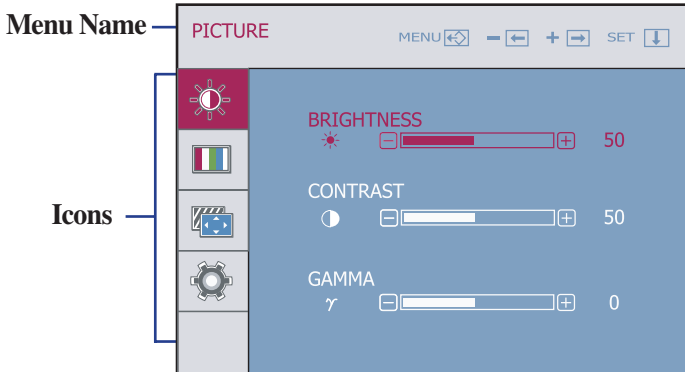 Menu Name
PICTURE
MENU - + SET
BRIGHTNESS
50
CONTRAST
50
Icons
GAMMA
γ 0